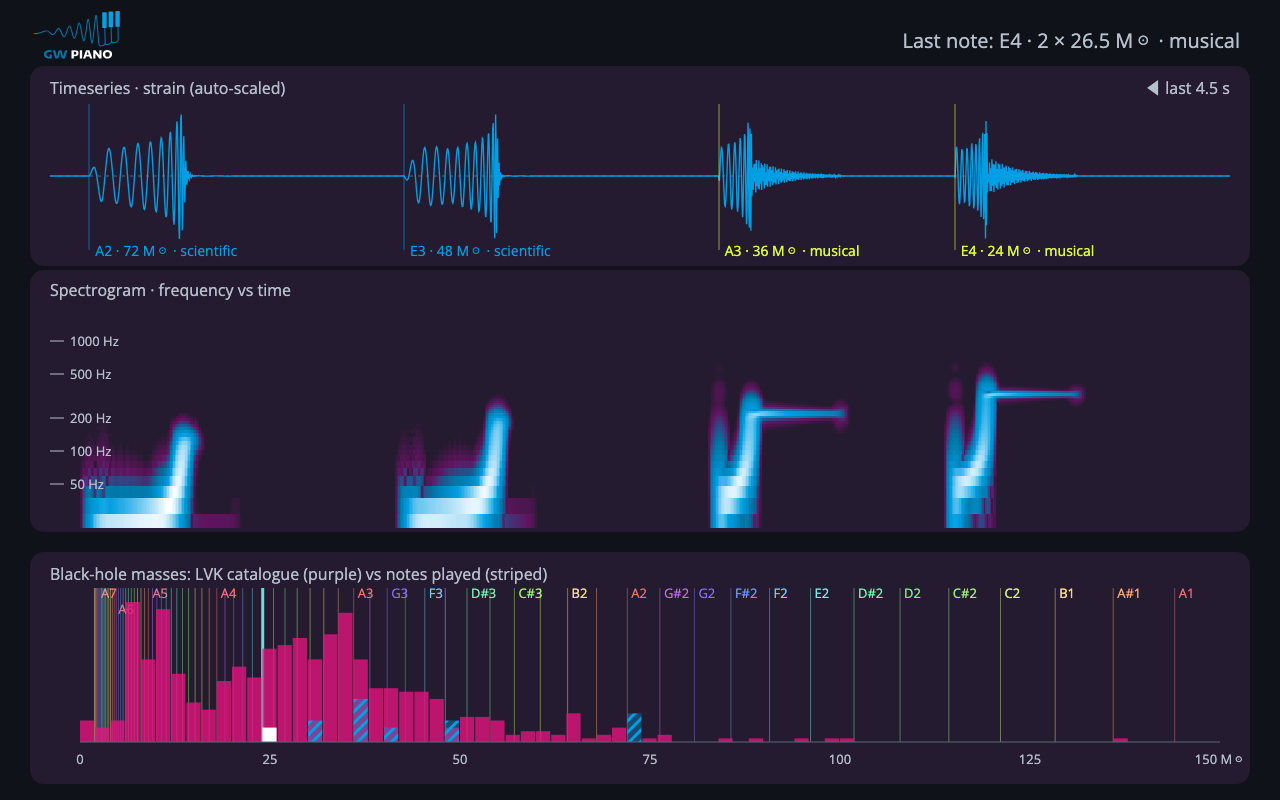 GW PIANO
Last note: E4 · 2 × 26.5 M⊙ · musical
Timeseries · strain (auto-scaled)
◀ last 4.5 s
A2 · 72 M⊙ · scientific
E3 · 48 M⊙ · scientific
A3 · 36 M⊙ · musical
E4 · 24 M⊙ · musical
Spectrogram · frequency vs time
1000 Hz
500 Hz
200 Hz
100 Hz
50 Hz
Black-hole masses: LVK catalogue (purple) vs notes played (striped)
A7 A5 A4 A3 G3 F3 D#3 C#3 B2 A2 G#2 G2 F#2 F2 E2 D#2 D2 C#2 C2 B1 A#1 A1
A6
0 25 50 75 100 125 150 M⊙